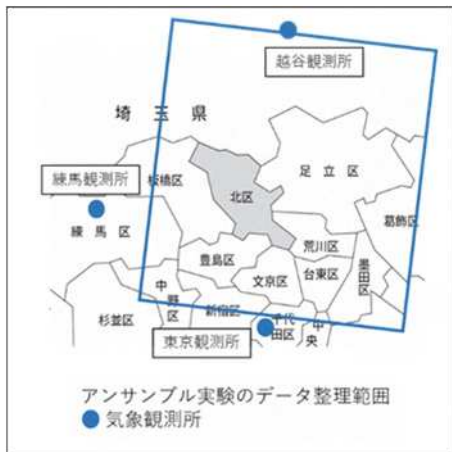 越谷観測所
埼玉県
足立区
練馬観測所
板橋区
北区
葛飾区
練馬区
荒川区
豊島区
台東区
墨田区
文京区
中野区
新宿区
千代田区
杉並区
中央
東京観測所
アンサンブル実験のデータ整理範囲
気象観測所